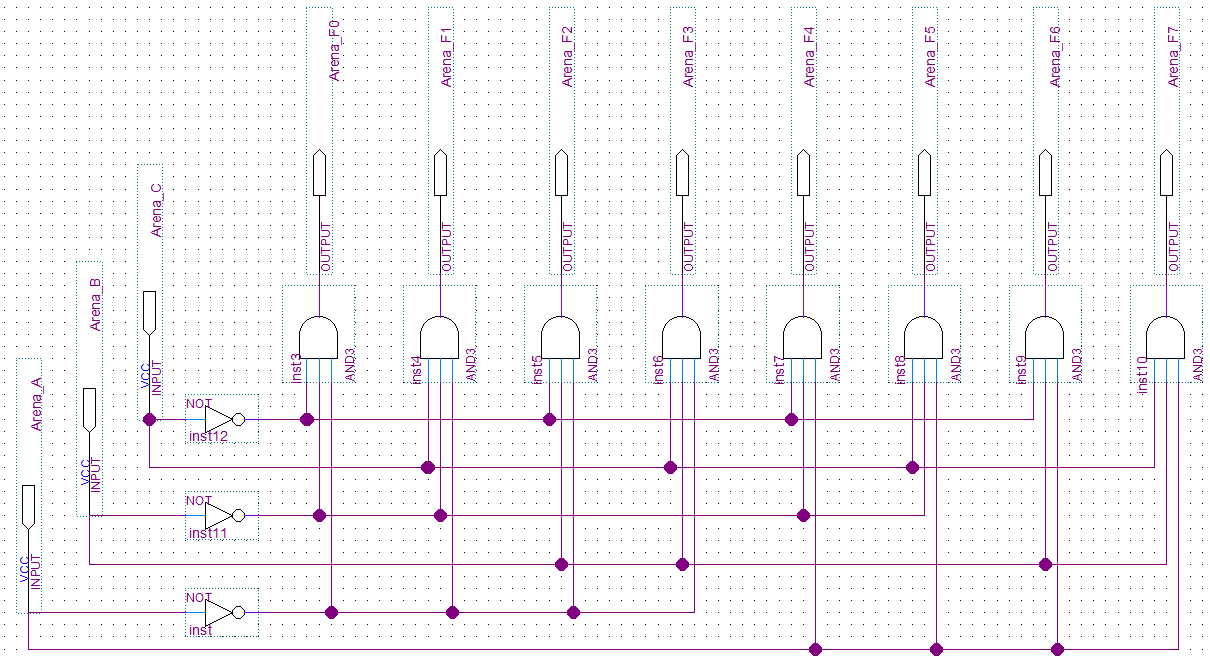 Arena_F0
Arena_F1
Arena_F2
Arena_F3
Arena_F4
Arena_F5
Arena_F6
Arena_F7
OUTPUT
OUTPUT
OUTPUT
OUTPUT
OUTPUT
OUTPUT
OUTPUT
OUTPUT
Arena_C
VCC
INPUT
Arena_B
VCC
INPUT
Arena_A
VCC
INPUT
inst3
AND3
inst4
AND3
inst5
AND3
inst6
AND3
inst7
AND3
inst8
AND3
inst9
AND3
inst10
AND3
NOT
inst12
NOT
inst11
NOT
inst